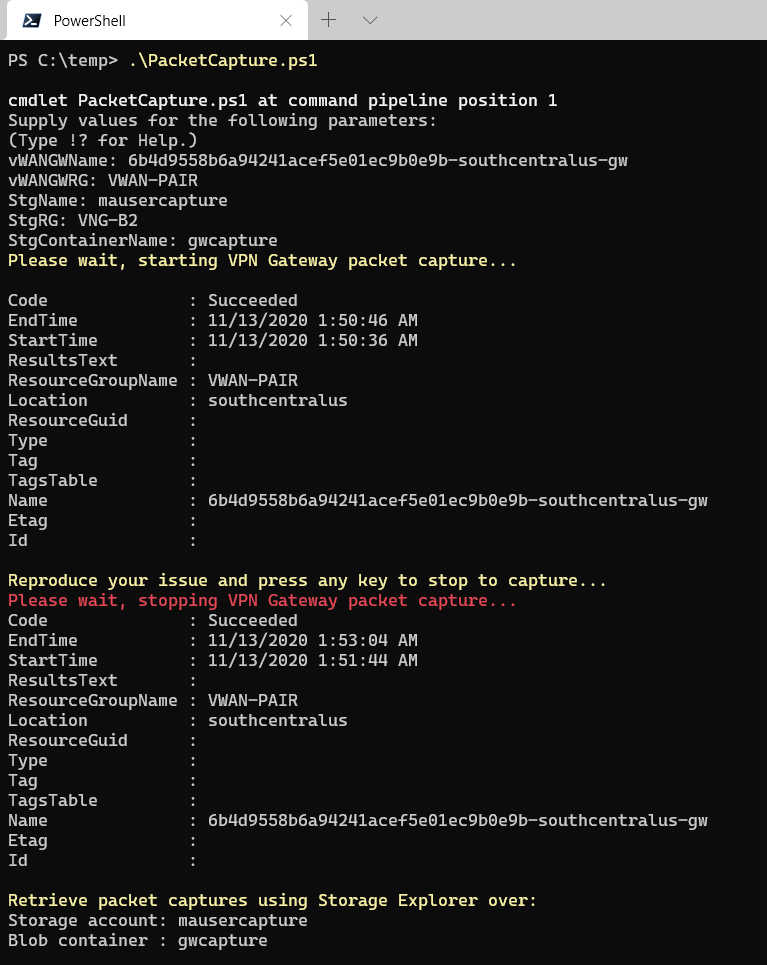 PowerShell
PS C:\temp> .\PacketCapture.ps1
cmdlet PacketCapture.ps1 at command pipeline position 1
Supply values for the following parameters:
(Type !? for Help.)
vWANGWName: 6b4d9558b6a94241acef5e01ec9b0e9b-southcentralus-gw
vWANGWRG: VWAN-PAIR
StgName: mausercapture
StgRG: VNG-B2
StgContainerName: gwcapture
Please wait, starting VPN Gateway packet capture...
Code              : Succeeded
EndTime           : 11/13/2020 1:50:46 AM
StartTime         : 11/13/2020 1:50:36 AM
ResultsText       :
ResourceGroupName : VWAN-PAIR
Location          : southcentralus
ResourceGuid      :
Type              :
Tag               :
TagsTable         :
Name              : 6b4d9558b6a94241acef5e01ec9b0e9b-southcentralus-gw
Etag              :
Id                :
Reproduce your issue and press any key to stop to capture...
Please wait, stopping VPN Gateway packet capture...
Code              : Succeeded
EndTime           : 11/13/2020 1:53:04 AM
StartTime         : 11/13/2020 1:51:44 AM
ResultsText       :
ResourceGroupName : VWAN-PAIR
Location          : southcentralus
ResourceGuid      :
Type              :
Tag               :
TagsTable         :
Name              : 6b4d9558b6a94241acef5e01ec9b0e9b-southcentralus-gw
Etag              :
Id                :
Retrieve packet captures using Storage Explorer over:
Storage account: mausercapture
Blob container : gwcapture